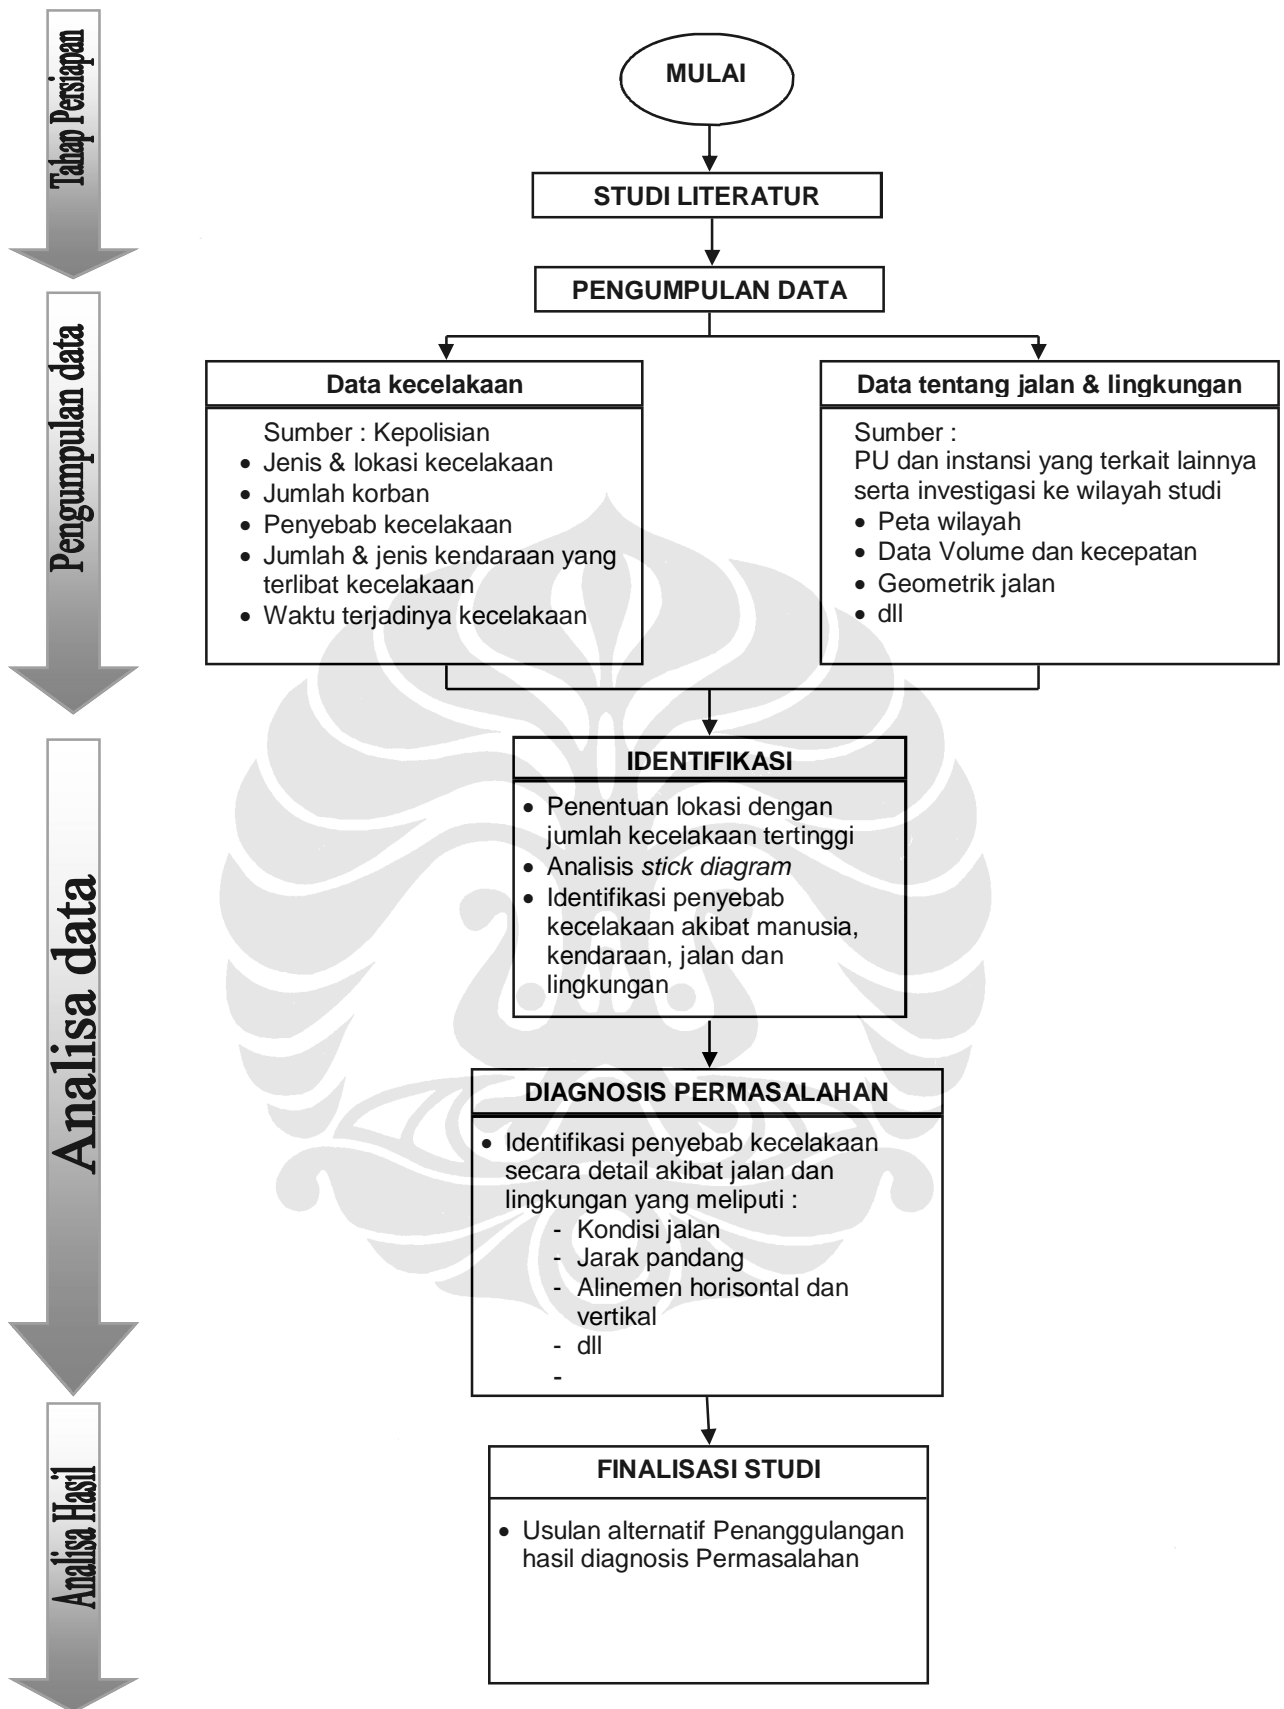 Tahap Persiapan
MULAI
STUDI LITERATUR
PENGUMPULAN DATA
Pengumpulan data
Data kecelakaan
Sumber : Kepolisian
• Jenis & lokasi kecelakaan
• Jumlah korban
• Penyebab kecelakaan
• Jumlah & jenis kendaraan yang
terlibat kecelakaan
• Waktu terjadinya kecelakaan
Data tentang jalan & lingkungan
Sumber :
PU dan instansi yang terkait lainnya
serta investigasi ke wilayah studi
• Peta wilayah
• Data Volume dan kecepatan
• Geometrik jalan
• dll
Analisa data
IDENTIFIKASI
• Penentuan lokasi dengan
jumlah kecelakaan tertinggi
• Analisis stick diagram
• Identifikasi penyebab
kecelakaan akibat manusia,
kendaraan, jalan dan
lingkungan
DIAGNOSIS PERMASALAHAN
• Identifikasi penyebab kecelakaan
secara detail akibat jalan dan
lingkungan yang meliputi :
- Kondisi jalan
- Jarak pandang
- Alinemen horisontal dan
vertikal
- dll
-
Analisa Hasil
FINALISASI STUDI
• Usulan alternatif Penanggulangan
hasil diagnosis Permasalahan